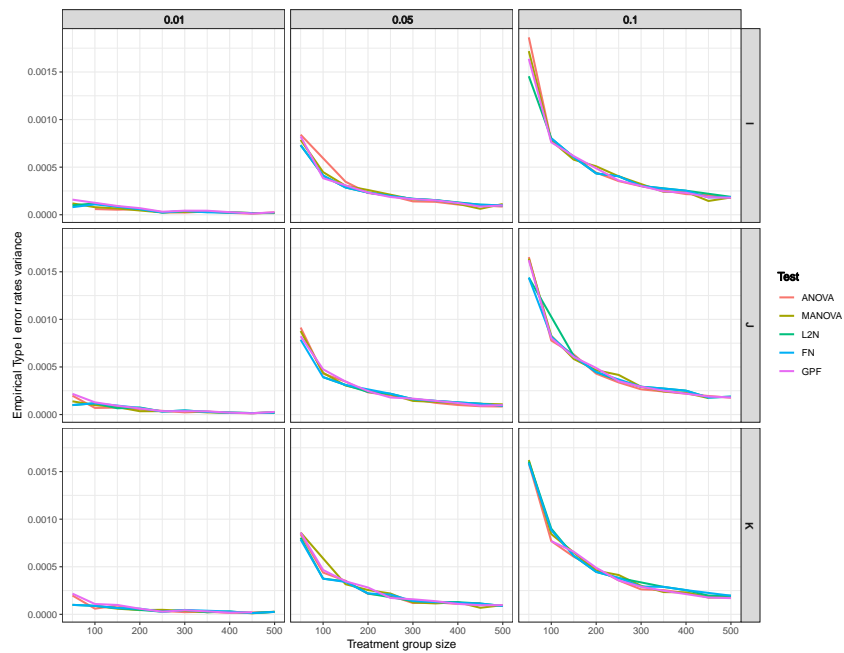 0.01 0.05 0.1
0.0015
0.0010
0.0005
0.0000
I
0.0015
0.0010
0.0005
0.0000
J
0.0015
0.0010
0.0005
0.0000
K
100 200 300 400 500 100 200 300 400 500 100 200 300 400 500
Treatment group size
Empirical Type I error rates variance
Test
ANOVA
MANOVA
L2N
FN
GPF